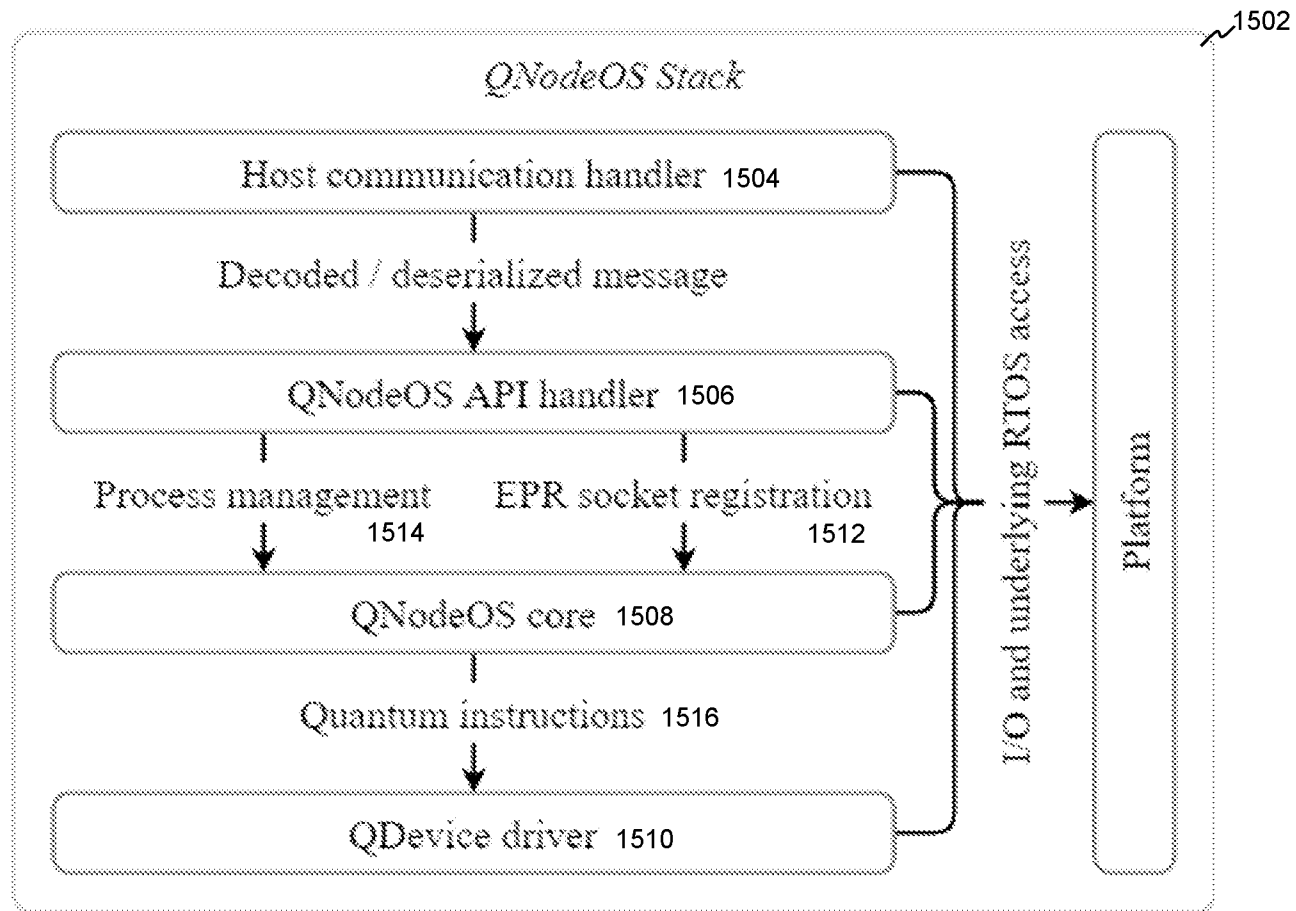 1502
QNodeOS Stack
Host communication handler 1504
Decoded / deserialized message
QNodeOS API handler 1506
Process management
1514
EPR socket registration
1512
QNodeOS core 1508
Quantum instructions 1516
QDevice driver 1510
I/O and underlying RTOS access
Platform